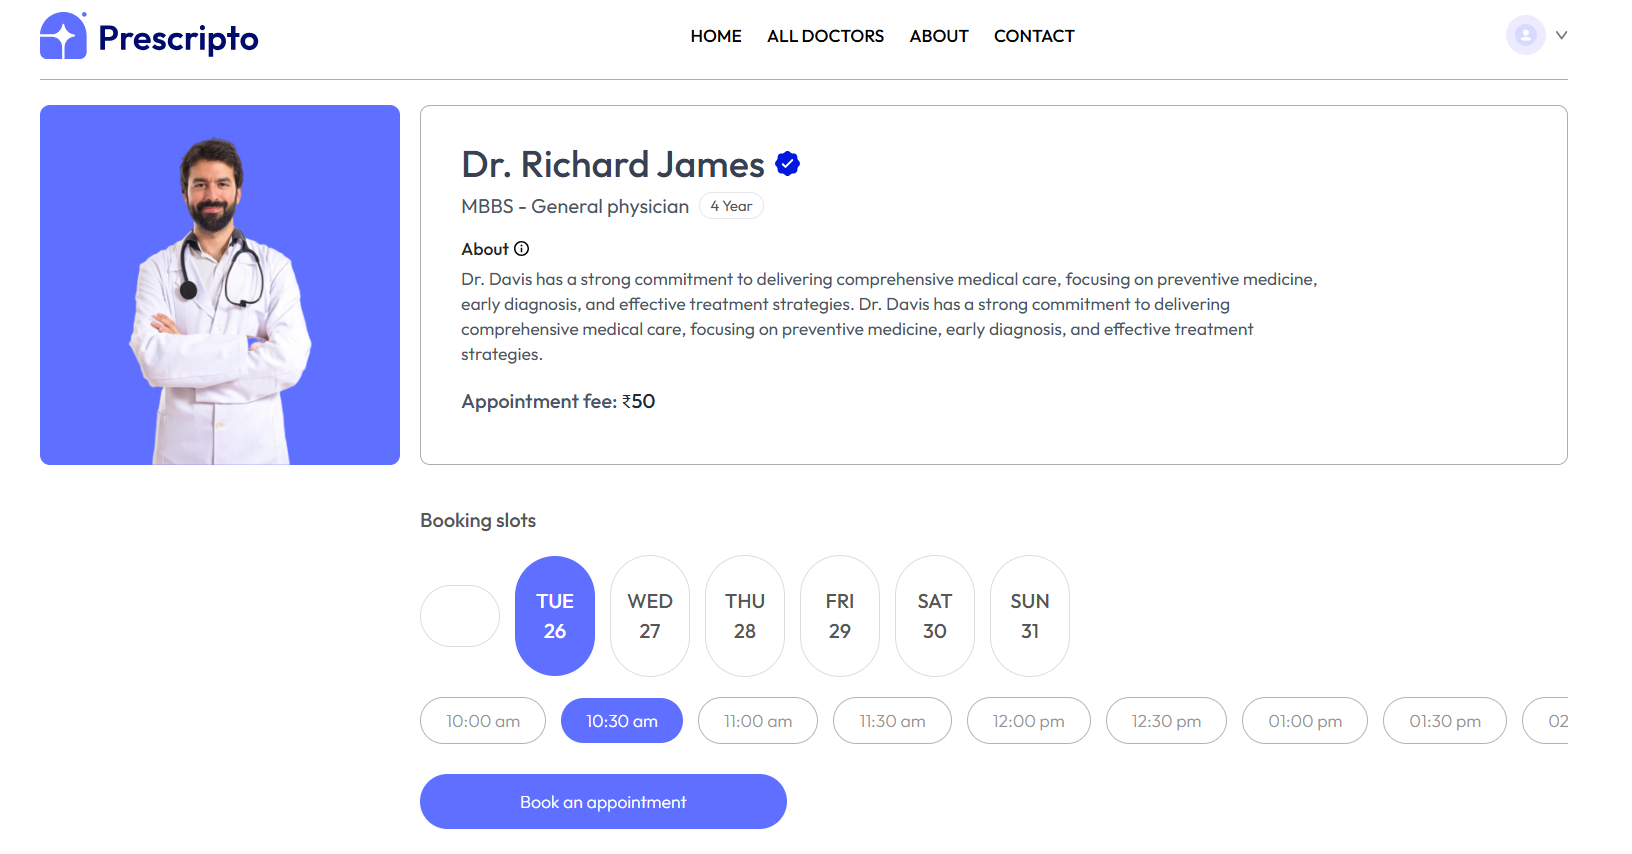 Prescripto
HOME ALL DOCTORS ABOUT CONTACT
Dr. Richard James
MBBS - General physician 4 Year
About
Dr. Davis has a strong commitment to delivering comprehensive medical care, focusing on preventive medicine,
early diagnosis, and effective treatment strategies. Dr. Davis has a strong commitment to delivering
comprehensive medical care, focusing on preventive medicine, early diagnosis, and effective treatment
strategies.
Appointment fee: ₹50
Booking slots
TUE WED THU FRI SAT SUN
26 27 28 29 30 31
10:00 am 10:30 am 11:00 am 11:30 am 12:00 pm 12:30 pm 01:00 pm 01:30 pm 02
Book an appointment